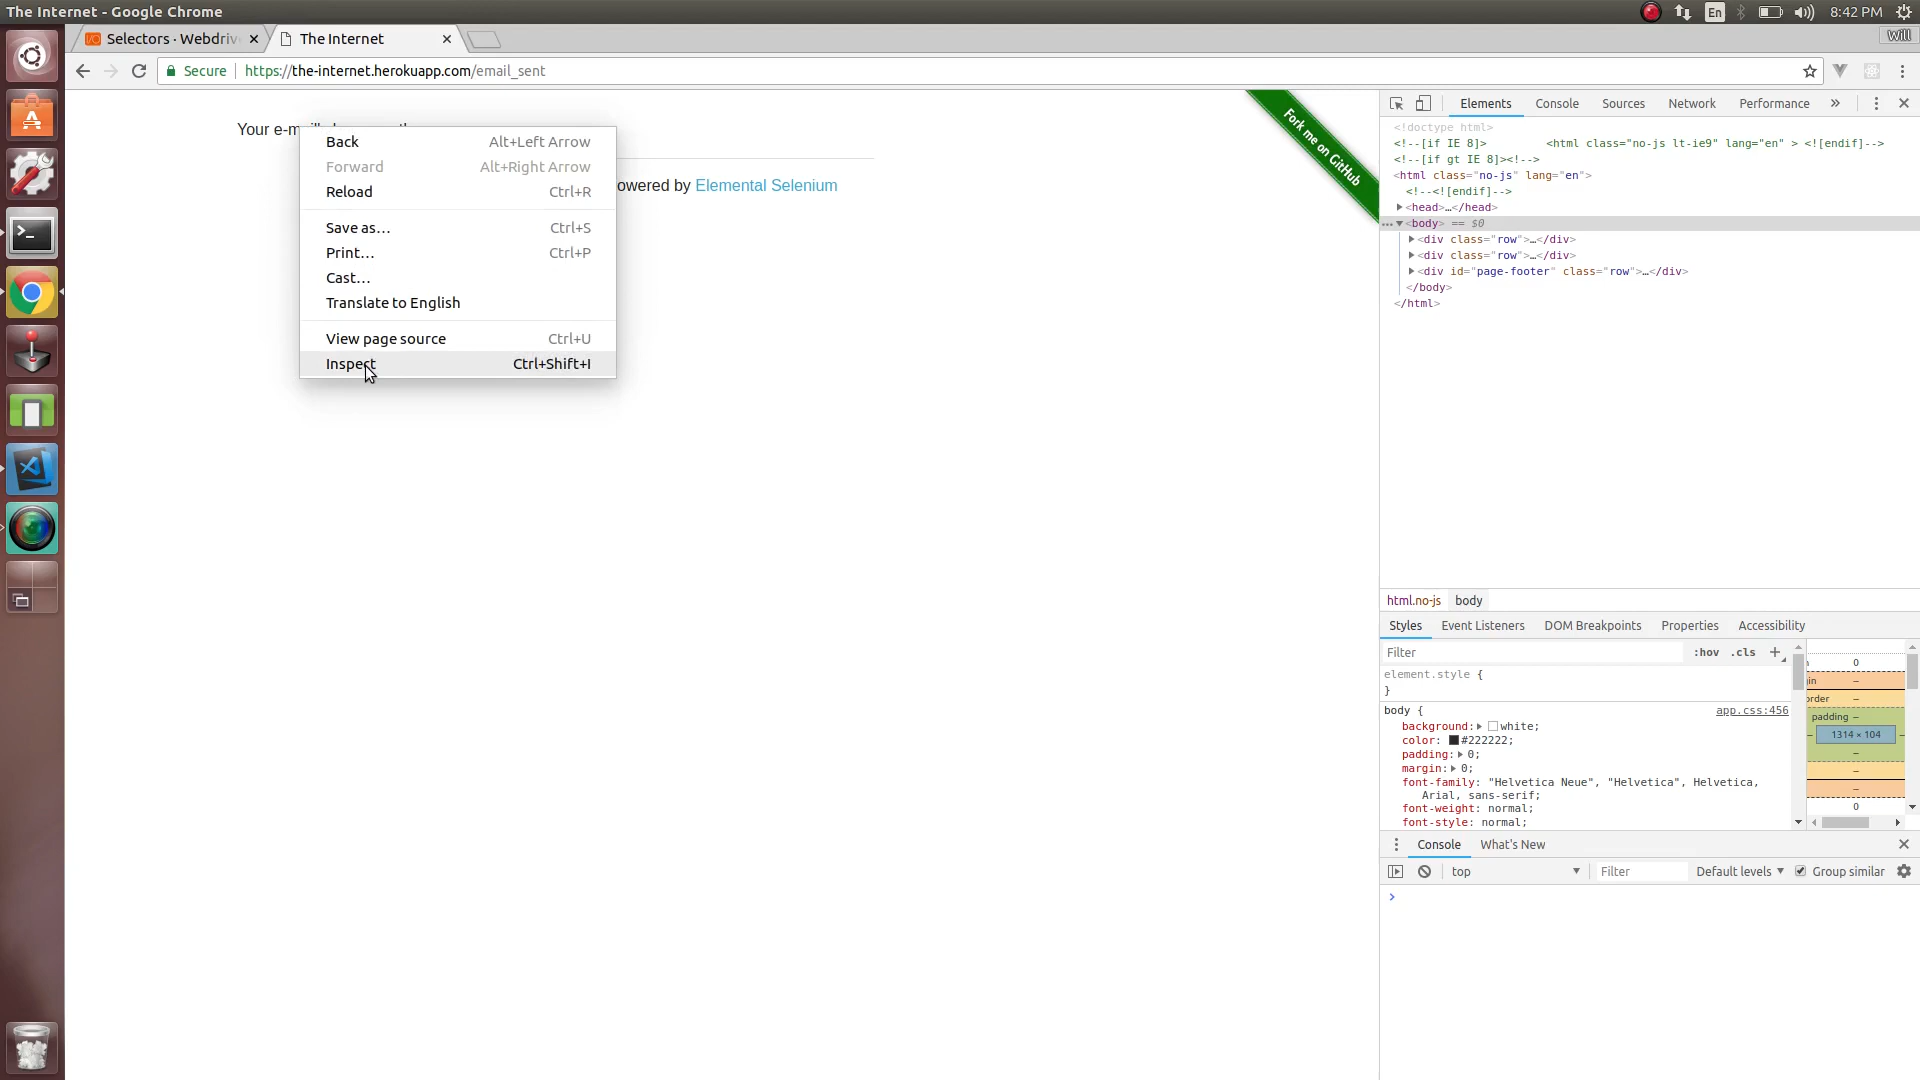 The Internet - Google Chrome
En
8:42 PM
Selectors · Webdriv
The Internet
Will
Secure
https://the-internet.herokuapp.com/email_sent
Your e-m
Back Alt+Left Arrow
Forward Alt+Right Arrow
Reload Ctrl+R
Save as… Ctrl+S
Print… Ctrl+P
Cast…
Translate to English
View page source Ctrl+U
Inspect Ctrl+Shift+I
owered by Elemental Selenium
Fork me on GitHub
Elements Console Sources Network Performance »
<!doctype html>
<!--[if IE 8]> <html class="no-js lt-ie9" lang="en" > <![endif]-->
<!--[if gt IE 8]><!-->
<html class="no-js" lang="en">
<!--<![endif]-->
<head>…</head>
<body> == $0
<div class="row">…</div>
<div class="row">…</div>
<div id="page-footer" class="row">…</div>
</body>
</html>
html.no-js body
Styles Event Listeners DOM Breakpoints Properties Accessibility
Filter :hov .cls +
element.style {
}
body { app.css:456
background: white;
color: #222222;
padding: 0;
margin: 0;
font-family: "Helvetica Neue", "Helvetica", Helvetica,
Arial, sans-serif;
font-weight: normal;
font-style: normal;
0
in –
order –
padding –
– 1314 × 104 –
–
–
–
0
Console What's New
top Filter Default levels Group similar